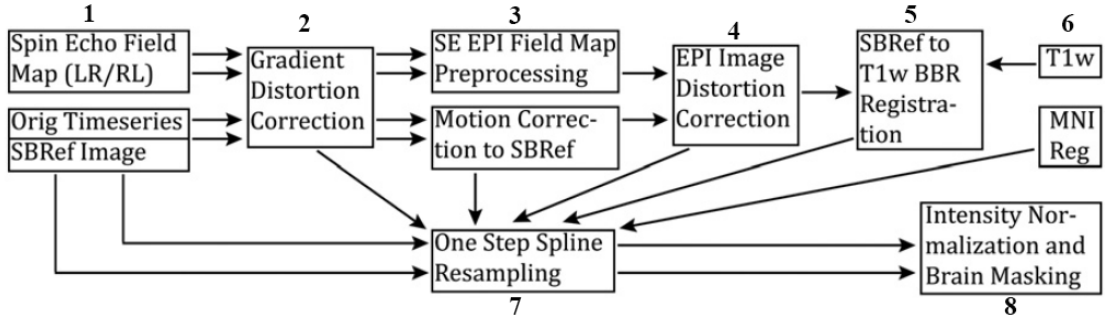 1
2
3
4
5
6
Spin Echo Field
Map (LR/RL)
Orig Timeseries
SBRef Image
Gradient
Distortion
Correction
SE EPI Field Map
Preprocessing
Motion Correc-
tion to SBRef
EPI Image
Distortion
Correction
SBRef to
T1w BBR
Registra-
tion
T1w
MNI
Reg
One Step Spline
Resampling
7
Intensity Nor-
malization and
Brain Masking
8